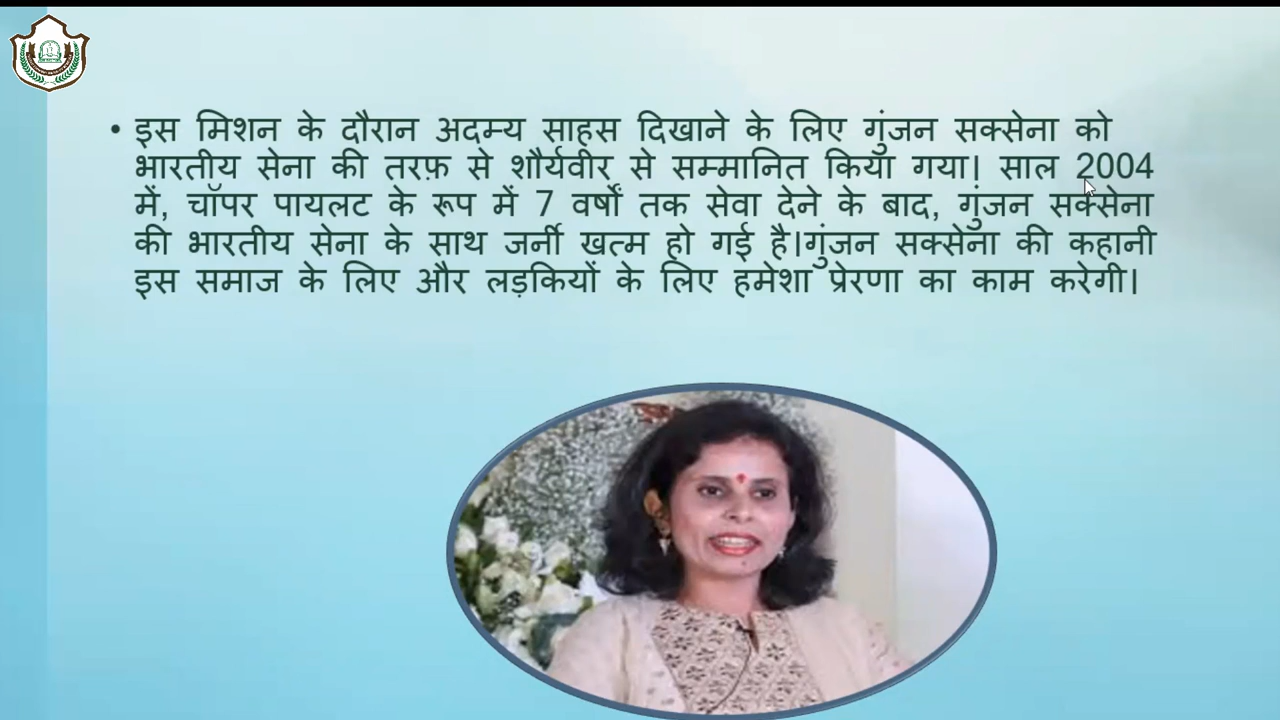 • इस मिशन के दौरान अदम्य साहस दिखाने के लिए गुंजन सक्सेना को
भारतीय सेना की तरफ़ से शौर्यवीर से सम्मानित किया गया। साल 2004
में, चॉपर पायलट के रूप में 7 वर्षों तक सेवा देने के बाद, गुंजन सक्सेना
की भारतीय सेना के साथ जर्नी खत्म हो गई है।गुंजन सक्सेना की कहानी
इस समाज के लिए और लड़कियों के लिए हमेशा प्रेरणा का काम करेगी।